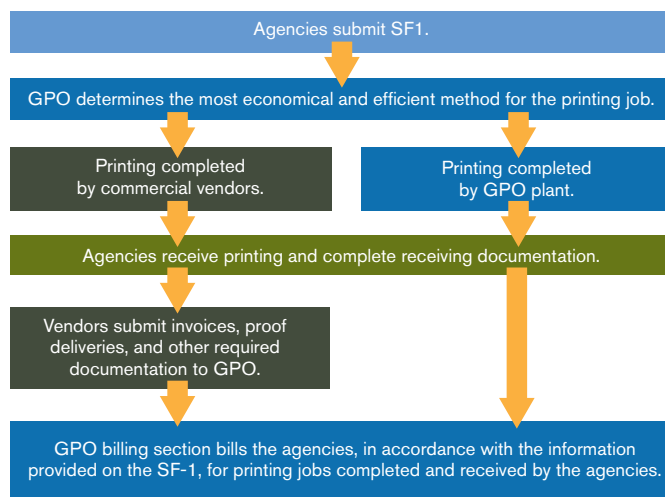 Agencies submit SF1.
GPO determines the most economical and efficient method for the printing job.
Printing completed
by commercial vendors.
Printing completed
by GPO plant.
Agencies receive printing and complete receiving documentation.
Vendors submit invoices, proof
deliveries, and other required
documentation to GPO.
GPO billing section bills the agencies, in accordance with the information
provided on the SF-1, for printing jobs completed and received by the agencies.